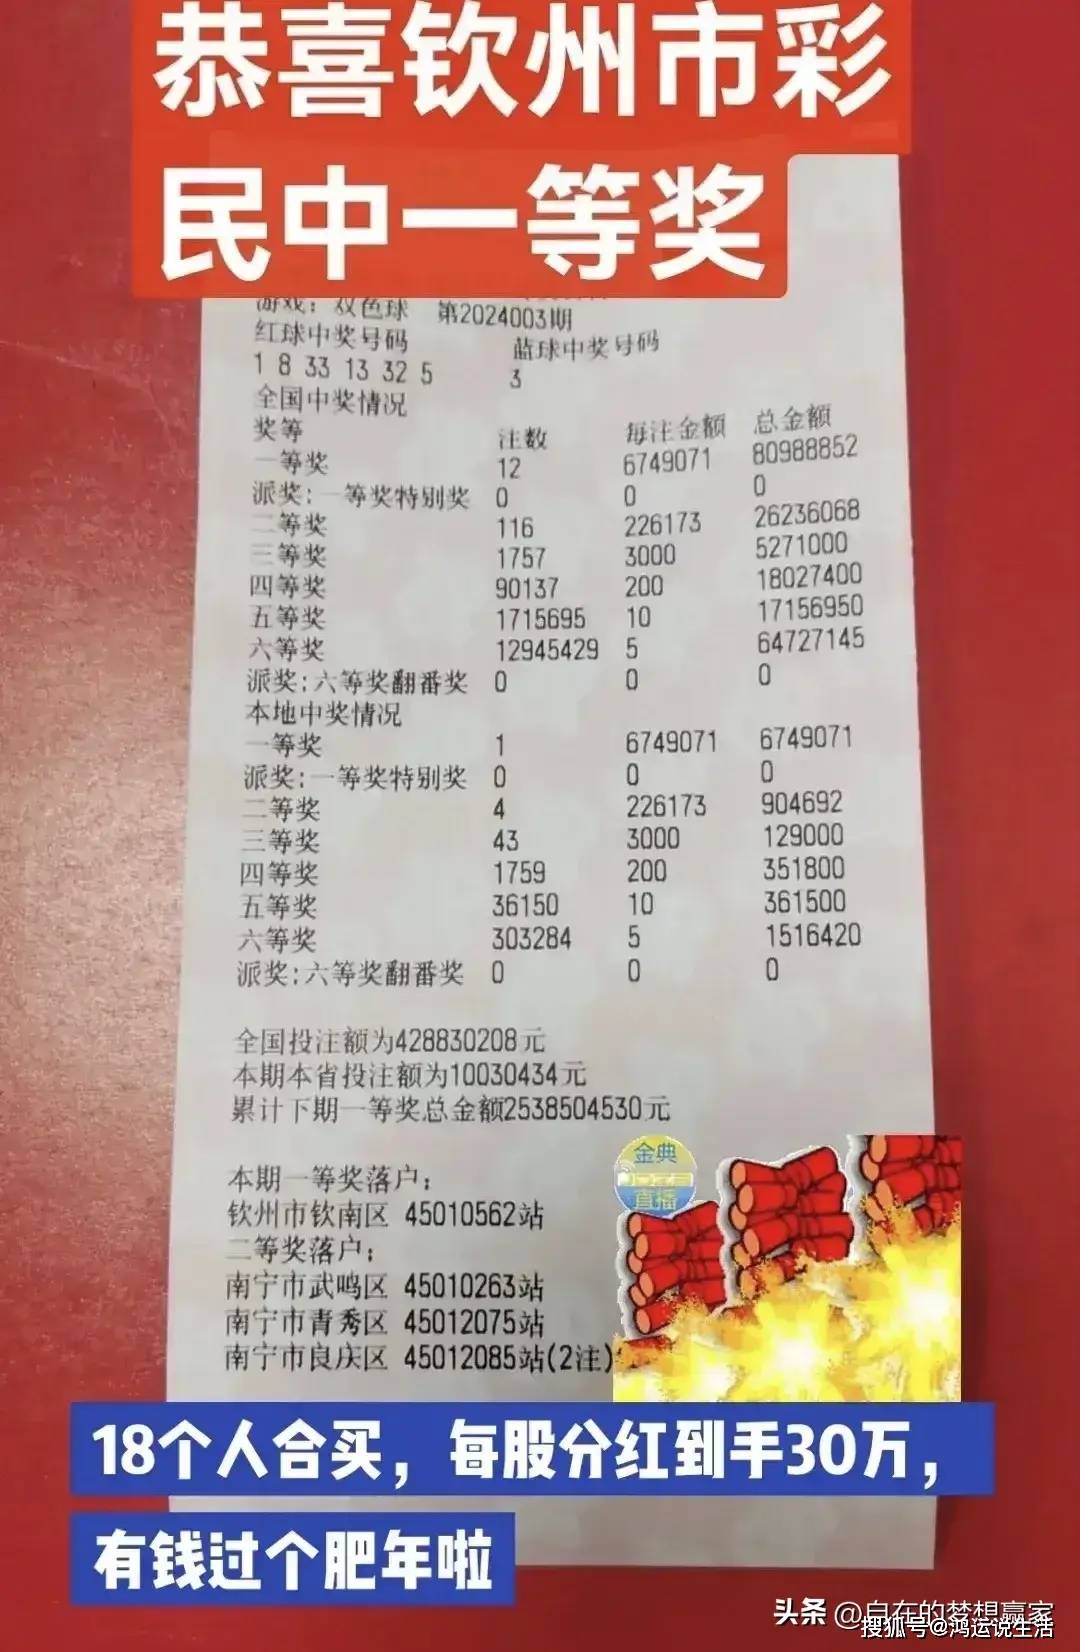 恭喜钦州市彩
民中一等奖
游戏：双色球 第2024003期
红球中奖号码 蓝球中奖号码
1 8 33 13 32 5 3
全国中奖情况
奖等 注数 每注金额 总金额
一等奖 12 6749071 80988852
派奖:一等奖特别奖 0 0 0
二等奖 116 226173 26236068
三等奖 1757 3000 5271000
四等奖 90137 200 18027400
五等奖 1715695 10 17156950
六等奖 12945429 5 64727145
派奖:六等奖翻番奖 0 0 0
本地中奖情况
一等奖 1 6749071 6749071
派奖:一等奖特别奖 0 0 0
二等奖 4 226173 904692
三等奖 43 3000 129000
四等奖 1759 200 351800
五等奖 36150 10 361500
六等奖 303284 5 1516420
派奖:六等奖翻番奖 0 0 0
全国投注额为428830208元
本期本省投注额为10030434元
累计下期一等奖总金额2538504530元
本期一等奖落户：
钦州市钦南区 45010562站
二等奖落户：
南宁市武鸣区 45010263站
南宁市青秀区 45012075站
南宁市良庆区 45012085站(2注)
金典
直播
18个人合买，每股分红到手30万，
有钱过个肥年啦
头条 @自在的梦想赢家
搜狐号@鸿运说生活